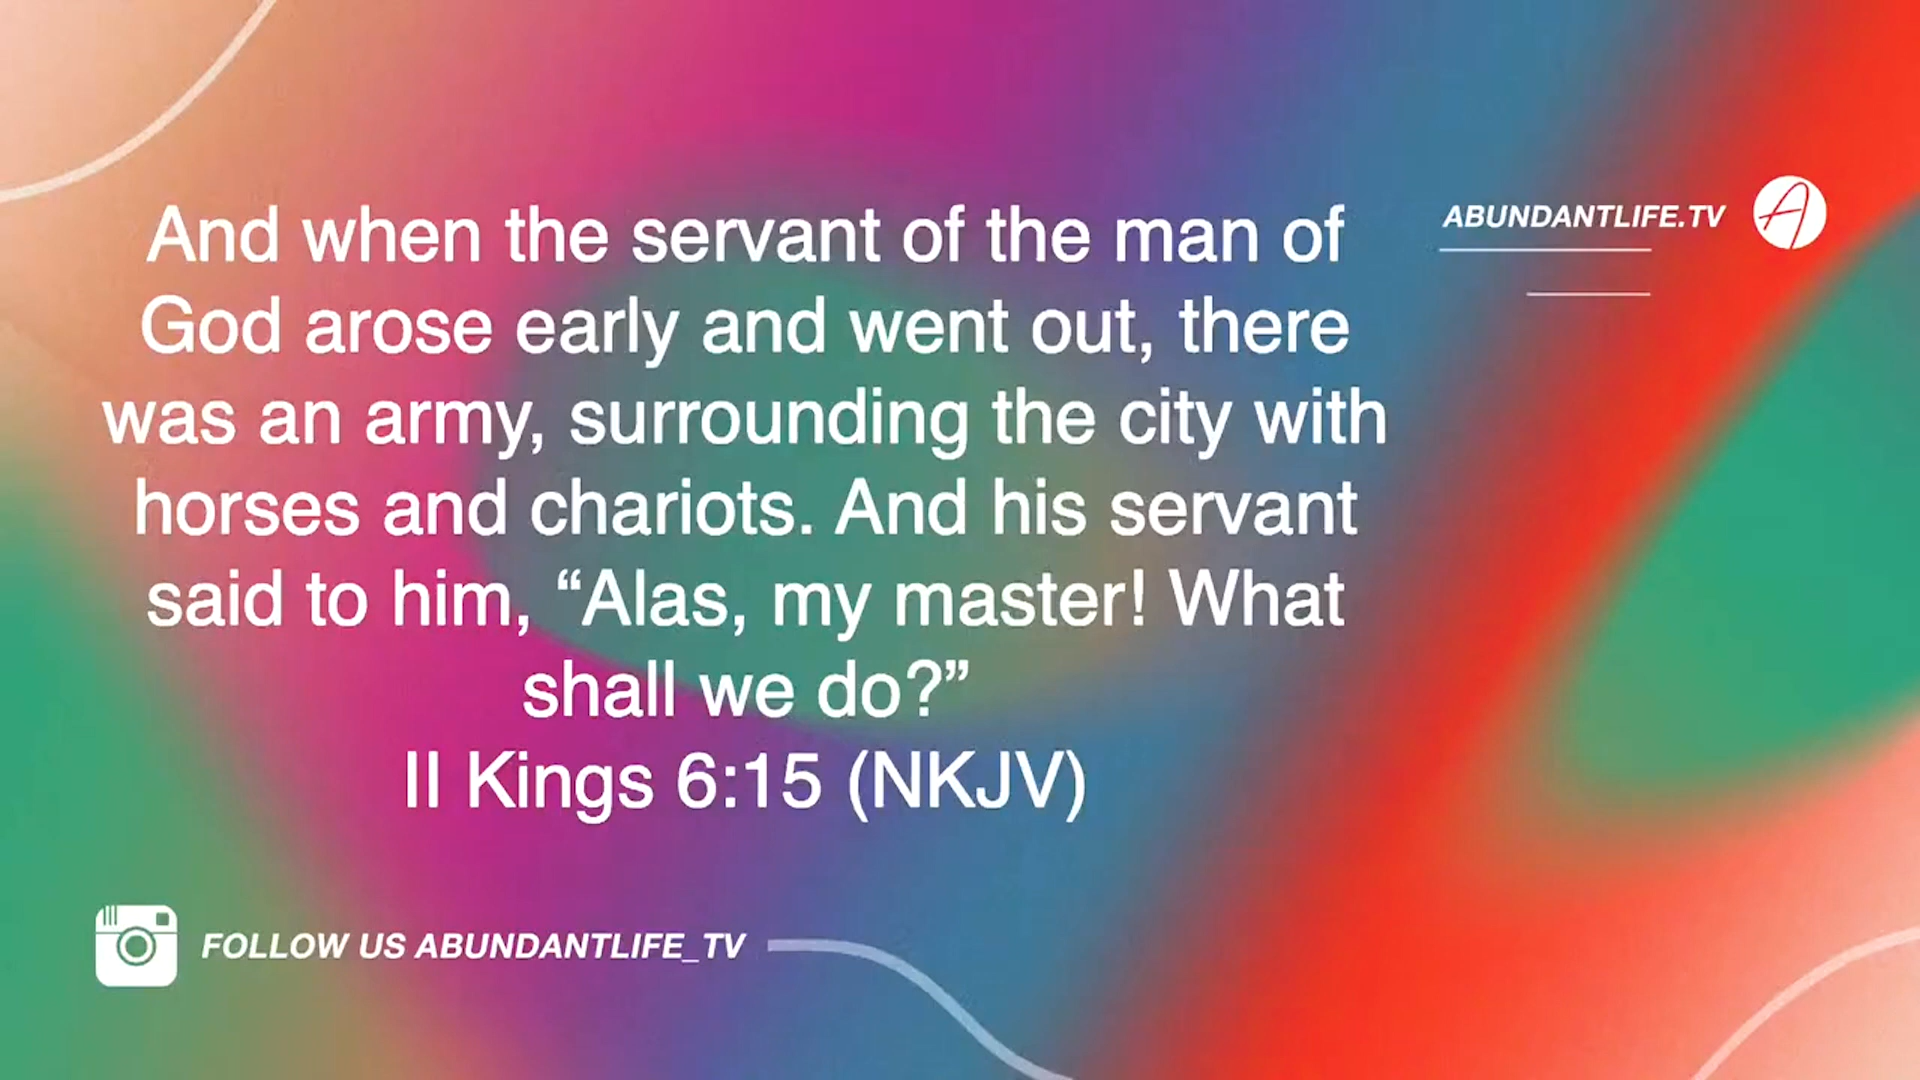 And when the servant of the man of
God arose early and went out, there
was an army, surrounding the city with
horses and chariots. And his servant
said to him, “Alas, my master! What
shall we do?”
II Kings 6:15 (NKJV)
ABUNDANTLIFE.TV
FOLLOW US ABUNDANTLIFE_TV